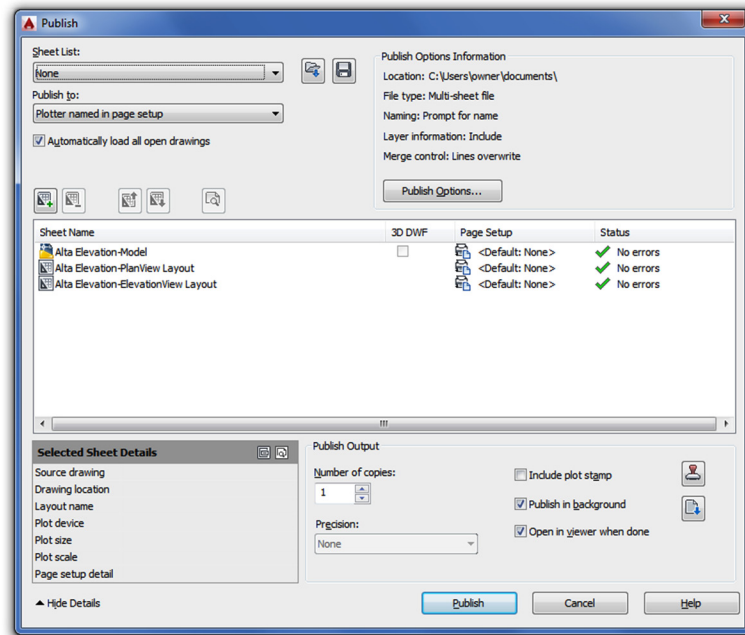 Publish
Sheet List:
None
Publish to:
Plotter named in page setup
Automatically load all open drawings
Publish Options Information
Location: C:\Users\owner\documents\
File type: Multi-sheet file
Naming: Prompt for name
Layer information: Include
Merge control: Lines overwrite
Publish Options...
Sheet Name 3D DWF Page Setup Status
Alta Elevation-Model <Default: None> No errors
Alta Elevation-PlanView Layout <Default: None> No errors
Alta Elevation-ElevationView Layout <Default: None> No errors
Selected Sheet Details
Source drawing
Drawing location
Layout name
Plot device
Plot size
Plot scale
Page setup detail
Publish Output
Number of copies:
1
Precision:
None
Include plot stamp
Publish in background
Open in viewer when done
Hide Details
Publish Cancel Help